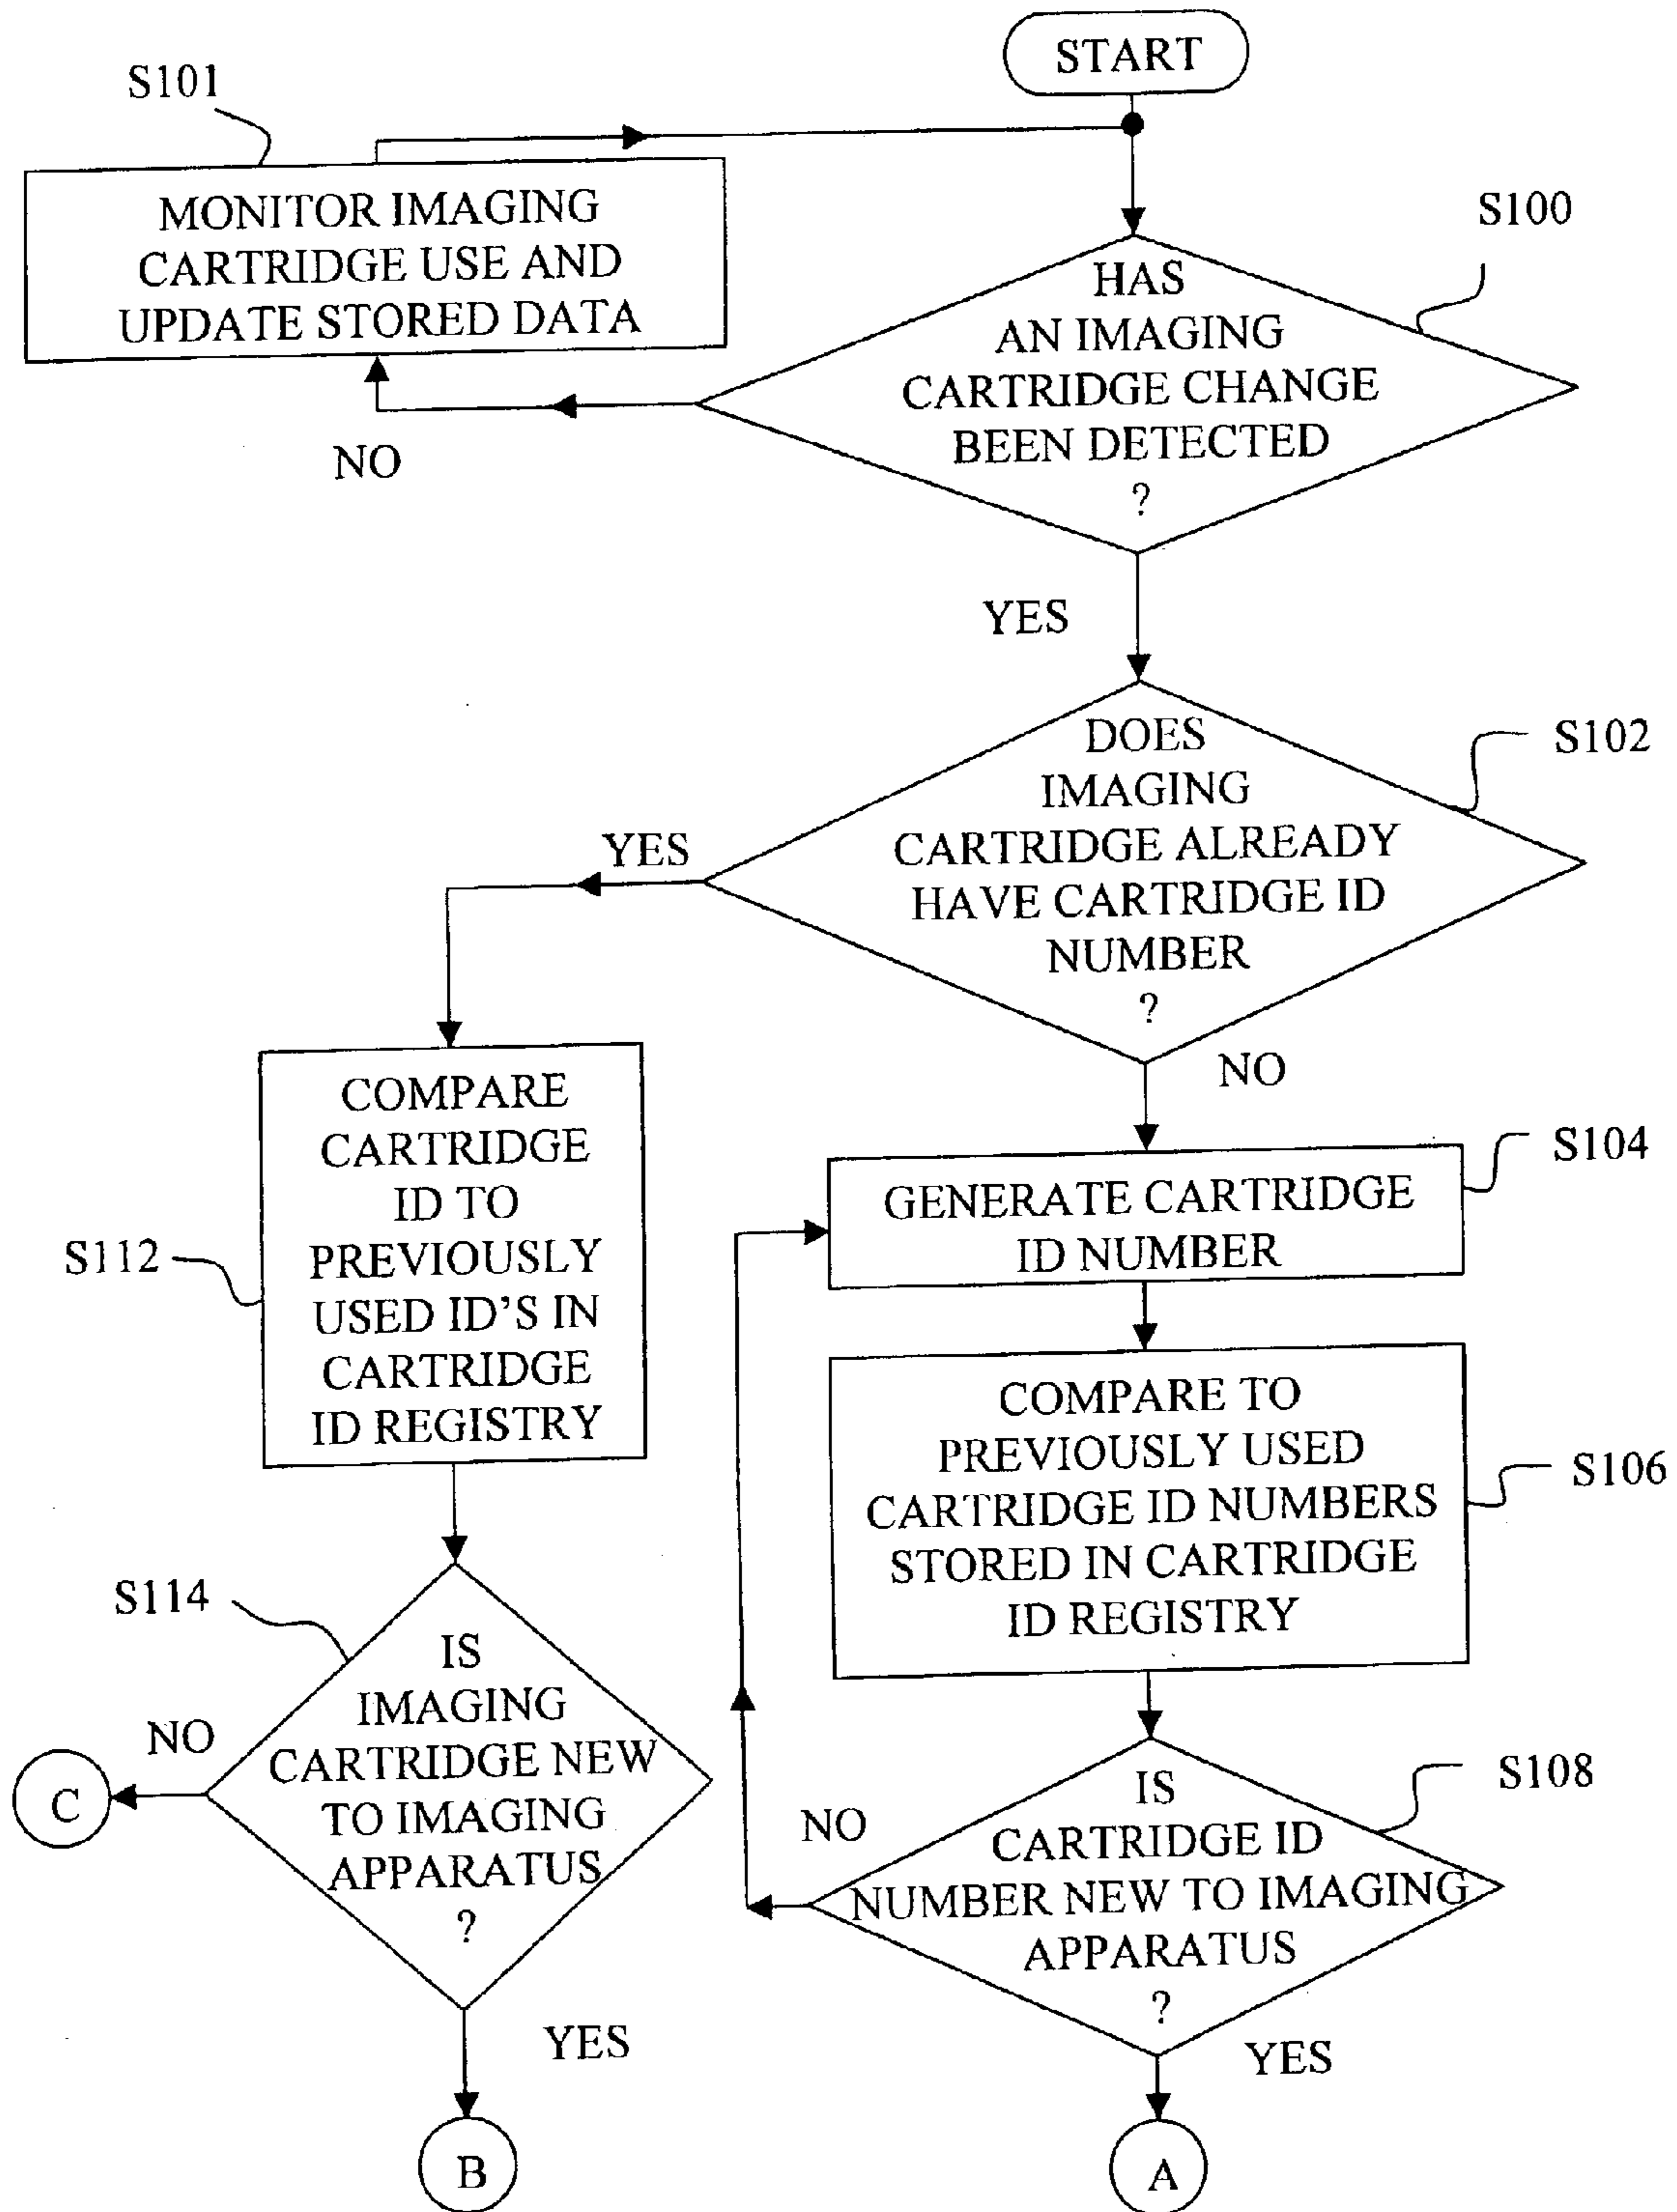 START
S101
MONITOR IMAGING
CARTRIDGE USE AND
UPDATE STORED DATA
S100
HAS
AN IMAGING
CARTRIDGE CHANGE
BEEN DETECTED
?
NO
YES
S102
DOES
IMAGING
CARTRIDGE ALREADY
HAVE CARTRIDGE ID
NUMBER
?
YES
NO
S112
COMPARE
CARTRIDGE
ID TO
PREVIOUSLY
USED ID'S IN
CARTRIDGE
ID REGISTRY
S104
GENERATE CARTRIDGE
ID NUMBER
S106
COMPARE TO
PREVIOUSLY USED
CARTRIDGE ID NUMBERS
STORED IN CARTRIDGE
ID REGISTRY
S114
IS
IMAGING
CARTRIDGE NEW
TO IMAGING
APPARATUS
?
NO
C
YES
B
S108
IS
CARTRIDGE ID
NUMBER NEW TO IMAGING
APPARATUS
?
NO
YES
A